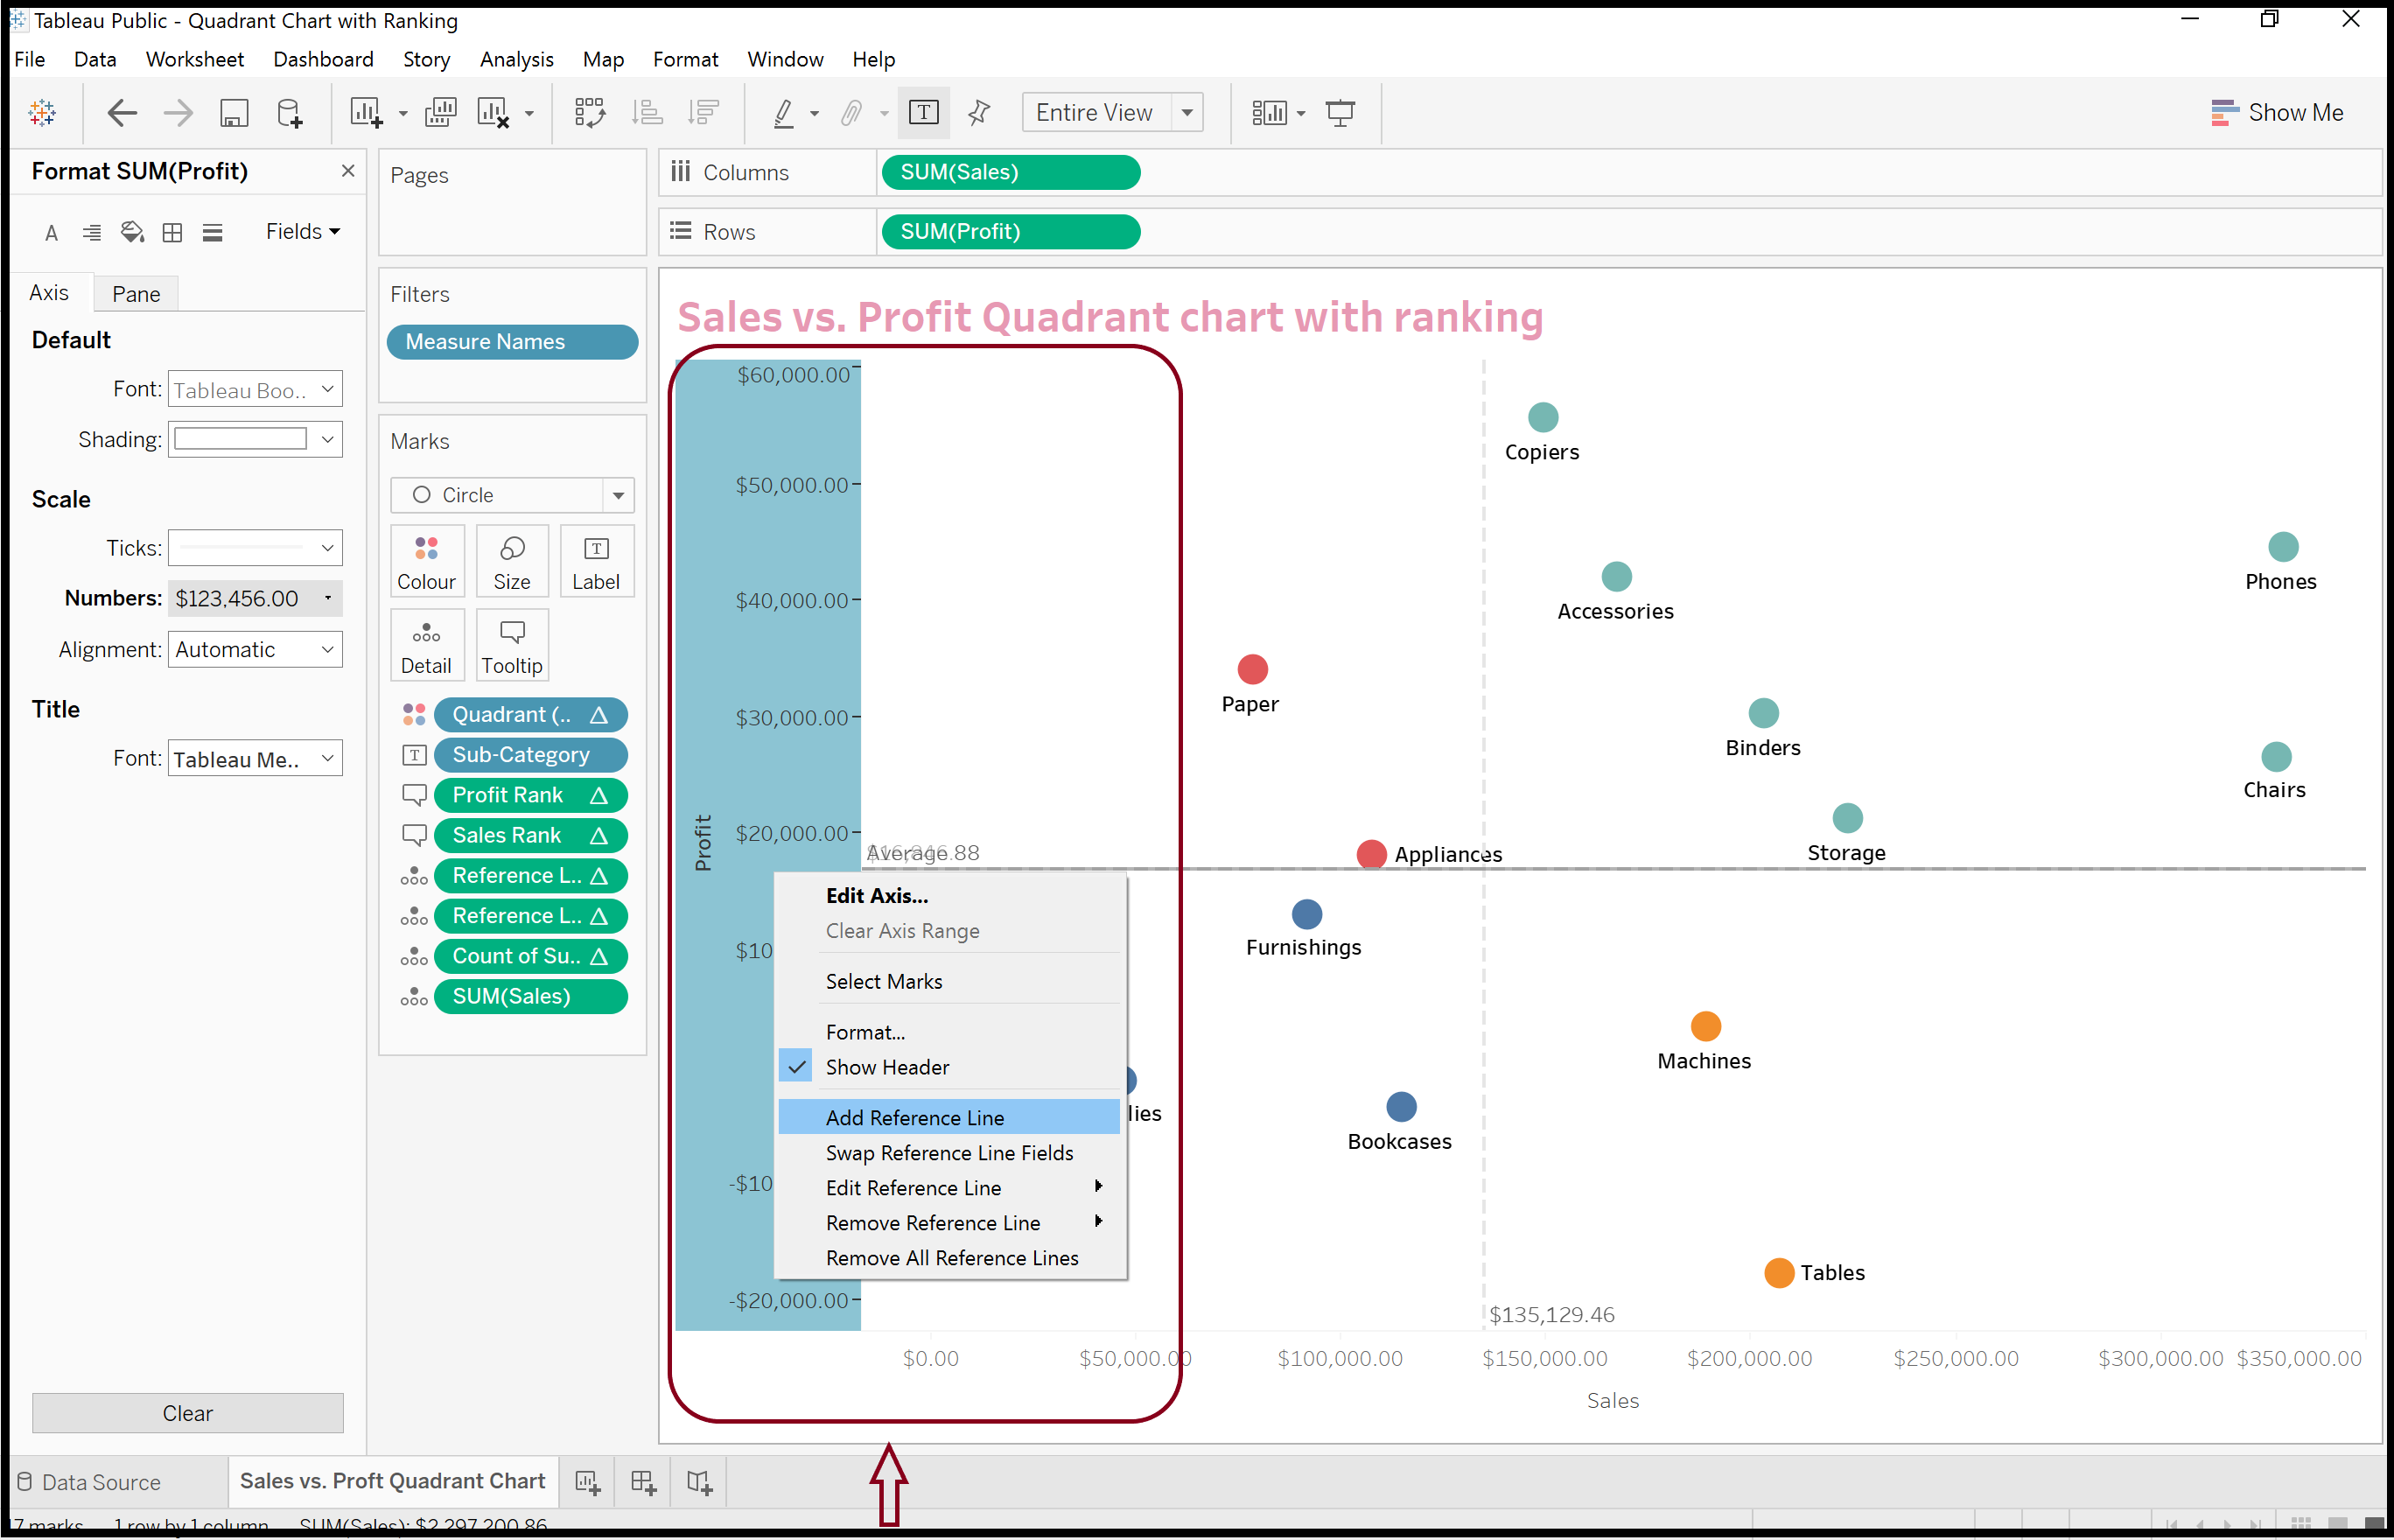 Tableau Public - Quadrant Chart with Ranking
File Data Worksheet Dashboard Story Analysis Map Format Window Help
Entire View
Show Me
Format SUM(Profit)
Fields
Axis Pane
Default
Font: Tableau Boo..
Shading:
Scale
Ticks:
Numbers: $123,456.00
Alignment: Automatic
Title
Font: Tableau Me..
Clear
Pages
Filters
Measure Names
Marks
Circle
Colour Size Label
Detail Tooltip
Quadrant (..
Sub-Category
Profit Rank
Sales Rank
Reference L..
Reference L..
Count of Su..
SUM(Sales)
Columns SUM(Sales)
Rows SUM(Profit)
Sales vs. Profit Quadrant chart with ranking
$60,000.00
$50,000.00
$40,000.00
$30,000.00
$20,000.00
$10
-$10
-$20,000.00
Profit
Average
Copiers
Phones
Accessories
Paper
Binders
Chairs
Storage
Appliances
Furnishings
Machines
lies
Bookcases
Tables
$135,129.46
Edit Axis...
Clear Axis Range
Select Marks
Format...
Show Header
Add Reference Line
Swap Reference Line Fields
Edit Reference Line
Remove Reference Line
Remove All Reference Lines
$0.00 $50,000.00 $100,000.00 $150,000.00 $200,000.00 $250,000.00 $300,000.00 $350,000.00
Sales
Data Source
Sales vs. Proft Quadrant Chart
17 marks 1 row by 1 column SUM(Sales): $2,297,200.86